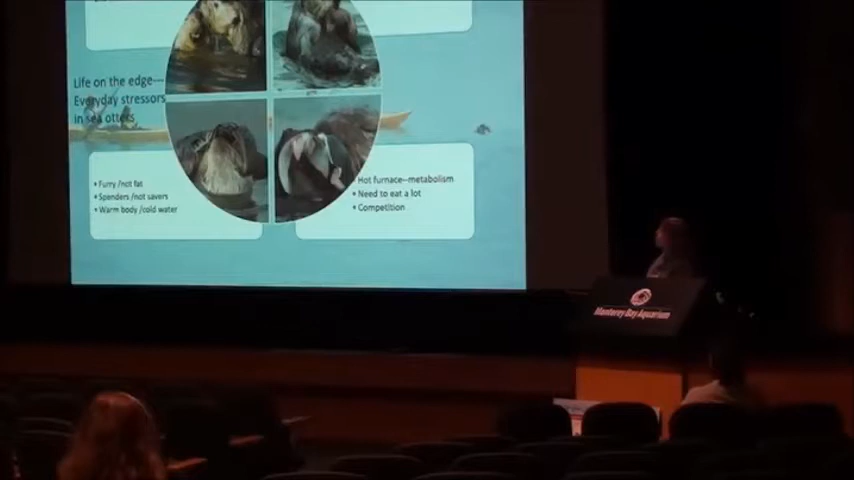 Life on the edge---
Everyday stressors
in sea otters
• Furry /not fat
• Spenders /not savers
• Warm body /cold water
• Hot furnace--metabolism
• Need to eat a lot
• Competition
Monterey Bay Aquarium